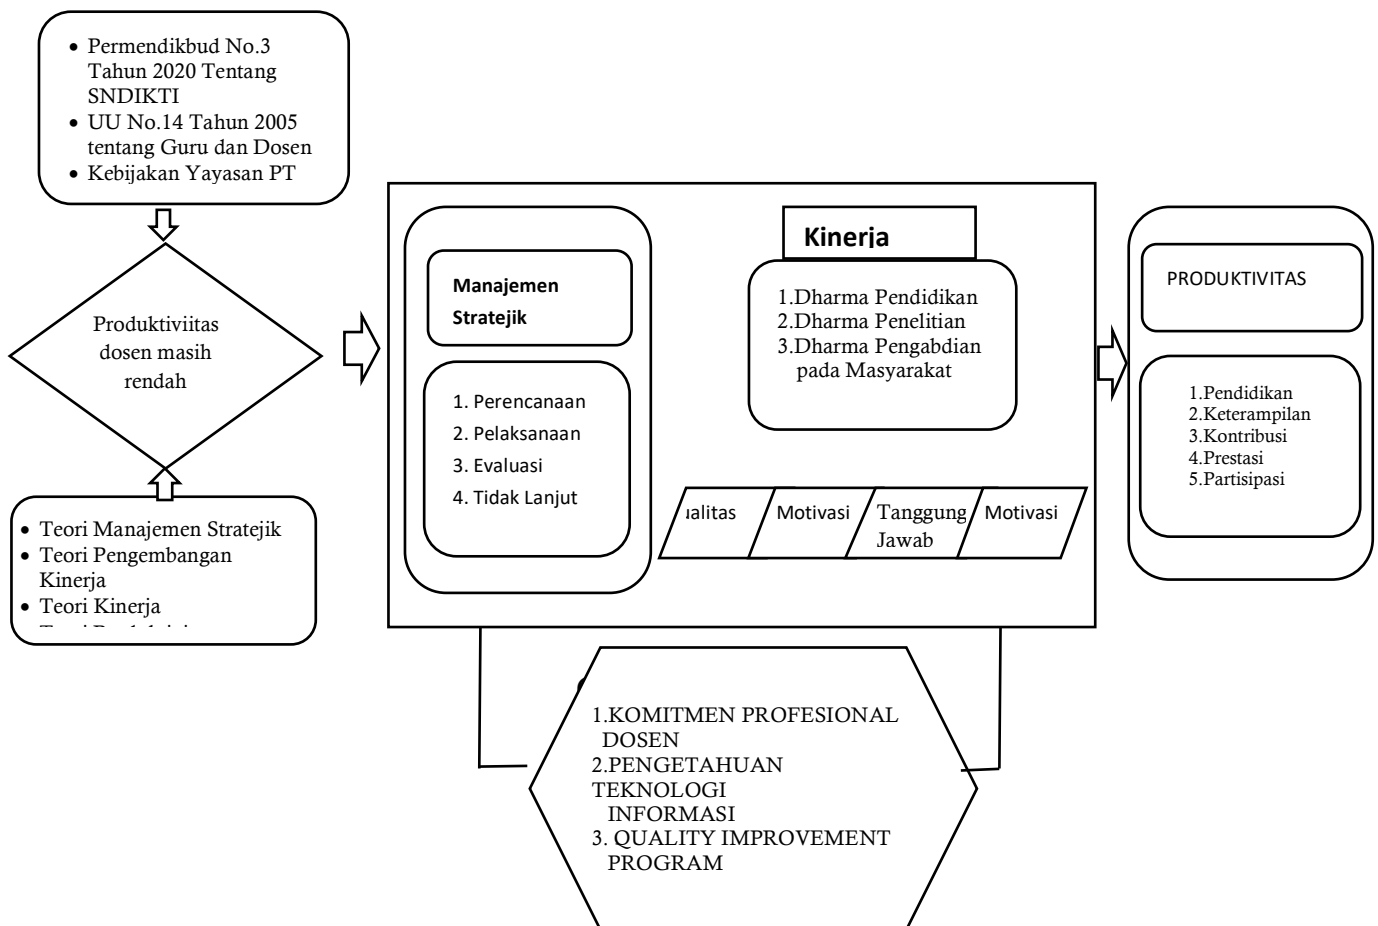 • Permendikbud No.3
Tahun 2020 Tentang
SNDIKTI
• UU No.14 Tahun 2005
tentang Guru dan Dosen
• Kebijakan Yayasan PT
Produktiviitas
dosen masih
rendah
• Teori Manajemen Stratejik
• Teori Pengembangan
Kinerja
• Teori Kinerja
Manajemen
Stratejik
1. Perencanaan
2. Pelaksanaan
3. Evaluasi
4. Tidak Lanjut
Kinerja
1.Dharma Pendidikan
2.Dharma Penelitian
3.Dharma Pengabdian
pada Masyarakat
alitas
Motivasi
Tanggung
Jawab
Motivasi
PRODUKTIVITAS
1.Pendidikan
2.Keterampilan
3.Kontribusi
4.Prestasi
5.Partisipasi
1.KOMITMEN PROFESIONAL
DOSEN
2.PENGETAHUAN
TEKNOLOGI
INFORMASI
3. QUALITY IMPROVEMENT
PROGRAM